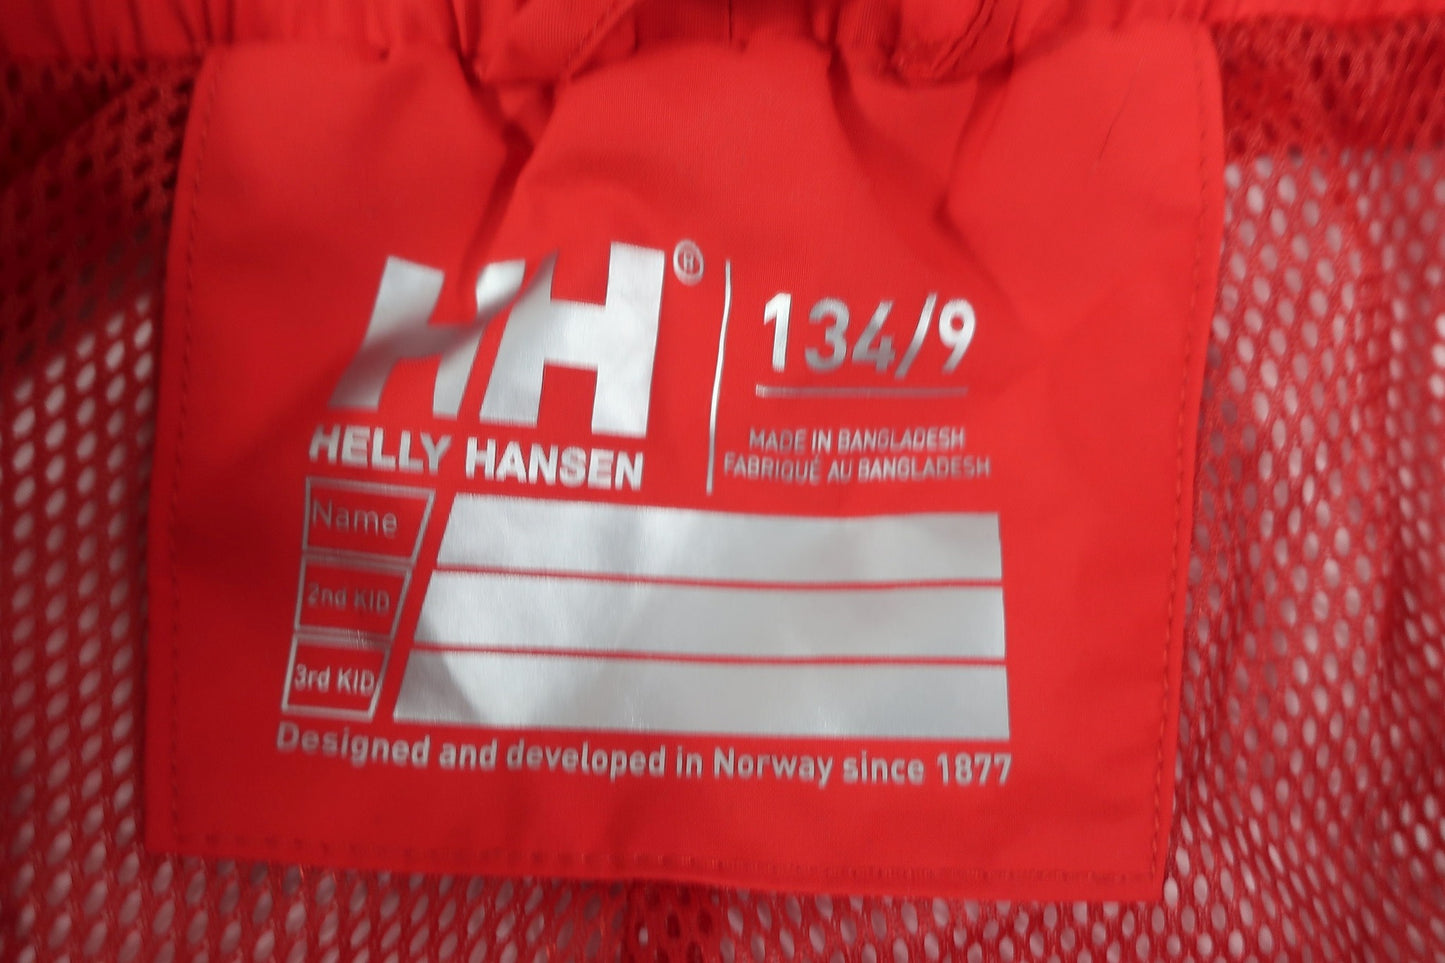 HH®
HELLY HANSEN
134/9
MADE IN BANGLADESH
FABRIQUÉ AU BANGLADESH
Name
2nd KID
3rd KID
Designed and developed in Norway since 1877